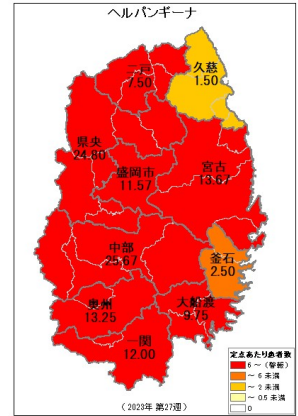 ヘルパンギーナ
二戸
7.50
久慈
1.50
県央
24.80
盛岡市
11.57
宮古
13.67
中部
25.67
釜石
2.50
奥州
13.25
大船渡
9.75
一関
12.00
定点あたり患者数
6 ～ (警報)
～ 6 未満
～ 2 未満
～ 0.5 未満
0
(2023年 第27週)